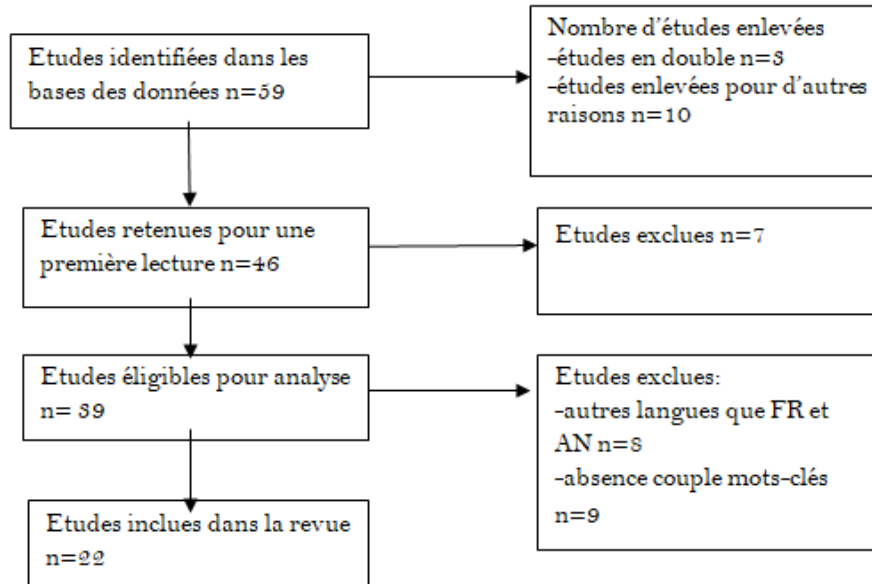 Etudes identifiées dans les
bases des données n=59
Nombre d'études enlevées
-études en double n=3
-études enlevées pour d'autres
raisons n=10
Etudes retenues pour une
première lecture n=46
Etudes exclues n=7
Etudes éligibles pour analyse
n= 39
Etudes exclues:
-autres langues que FR et
AN n=8
-absence couple mots-clés
n=9
Etudes inclues dans la revue
n=22